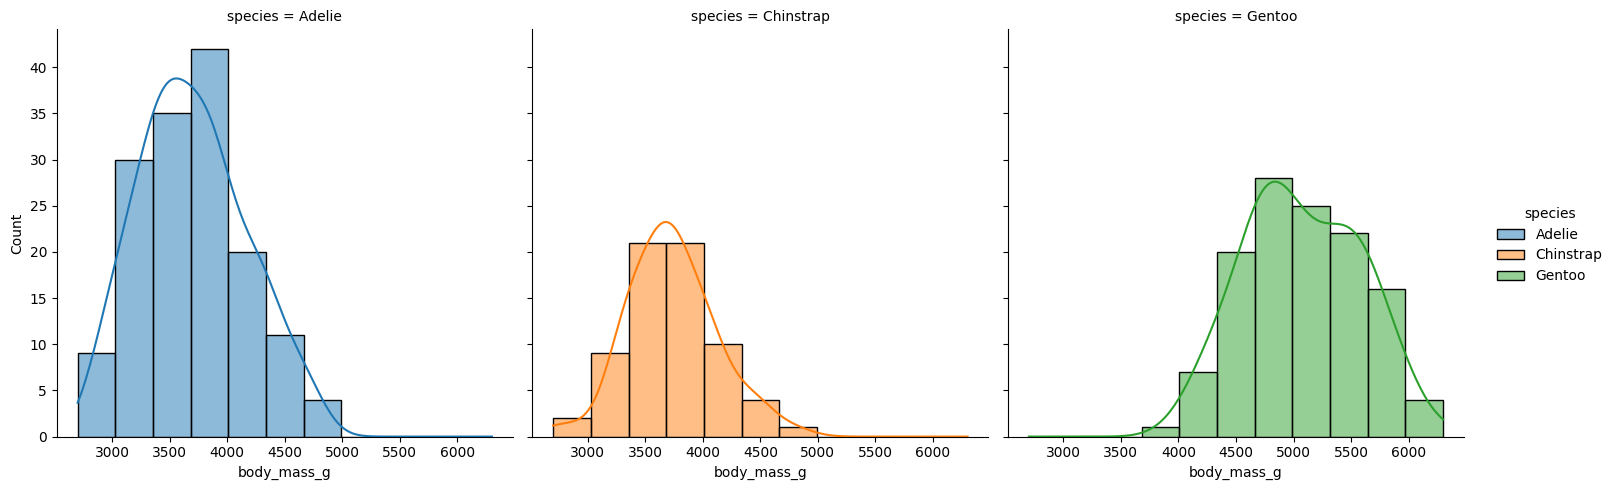 species = Adelie
species = Chinstrap
species = Gentoo
Count
40
35
30
25
20
15
10
5
0
3000 3500 4000 4500 5000 5500 6000
body_mass_g
3000 3500 4000 4500 5000 5500 6000
body_mass_g
3000 3500 4000 4500 5000 5500 6000
body_mass_g
species
Adelie
Chinstrap
Gentoo